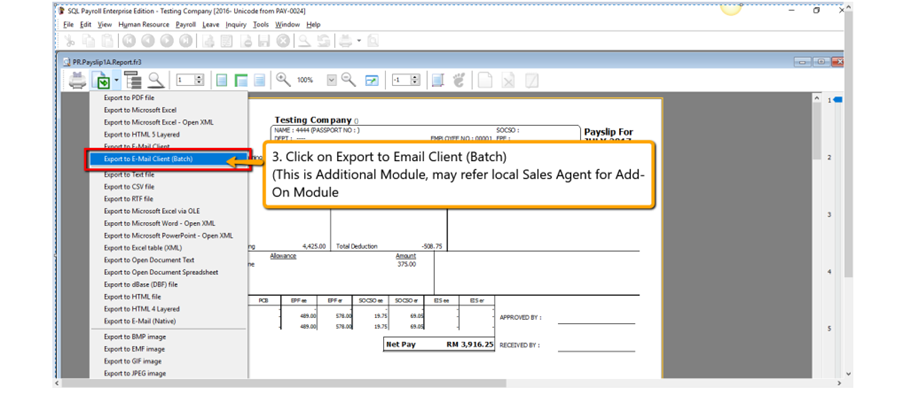 SQL Payroll Enterprise Edition - Testing Company [2016- Unicode from PAY-0024]
File Edit View Human Resource Payroll Leave Inquiry Tools Window Help
PR.Payslip1A.Report.fr3
1 100% -1
Export to PDF file
Export to Microsoft Excel
Export to Microsoft Excel - Open XML
Export to HTML 5 Layered
Export to E-Mail Client
Export to E-Mail Client (Batch)
Export to Text file
Export to CSV file
Export to RTF file
Export to Microsoft Excel via OLE
Export to Microsoft Word - Open XML
Export to Microsoft PowerPoint - Open XML
Export to Excel table (XML)
Export to Open Document Text
Export to Open Document Spreadsheet
Export to dBase (DBF) file
Export to HTML file
Export to HTML 4 Layered
Export to E-Mail (Native)
Export to BMP image
Export to EMF image
Export to GIF image
Export to JPEG image
Testing Company ()
NAME : 4444 (PASSPORT NO : ) SOCSO :
DEPT : ---- EMPLOYEE NO : 00001 EPF :
Payslip For
3. Click on Export to Email Client (Batch)
(This is Additional Module, may refer local Sales Agent for Add-
On Module
4,425.00 Total Deduction -508.75
Allowance Amount
375.00
PCB EPF ee EPF er SOCSO ee SOCSO er EIS ee EIS er
489.00 578.00 19.75 69.05 - -
489.00 578.00 19.75 69.05 - -
APPROVED BY :
Net Pay RM 3,916.25 RECEIVED BY :
1
2
3
4
5